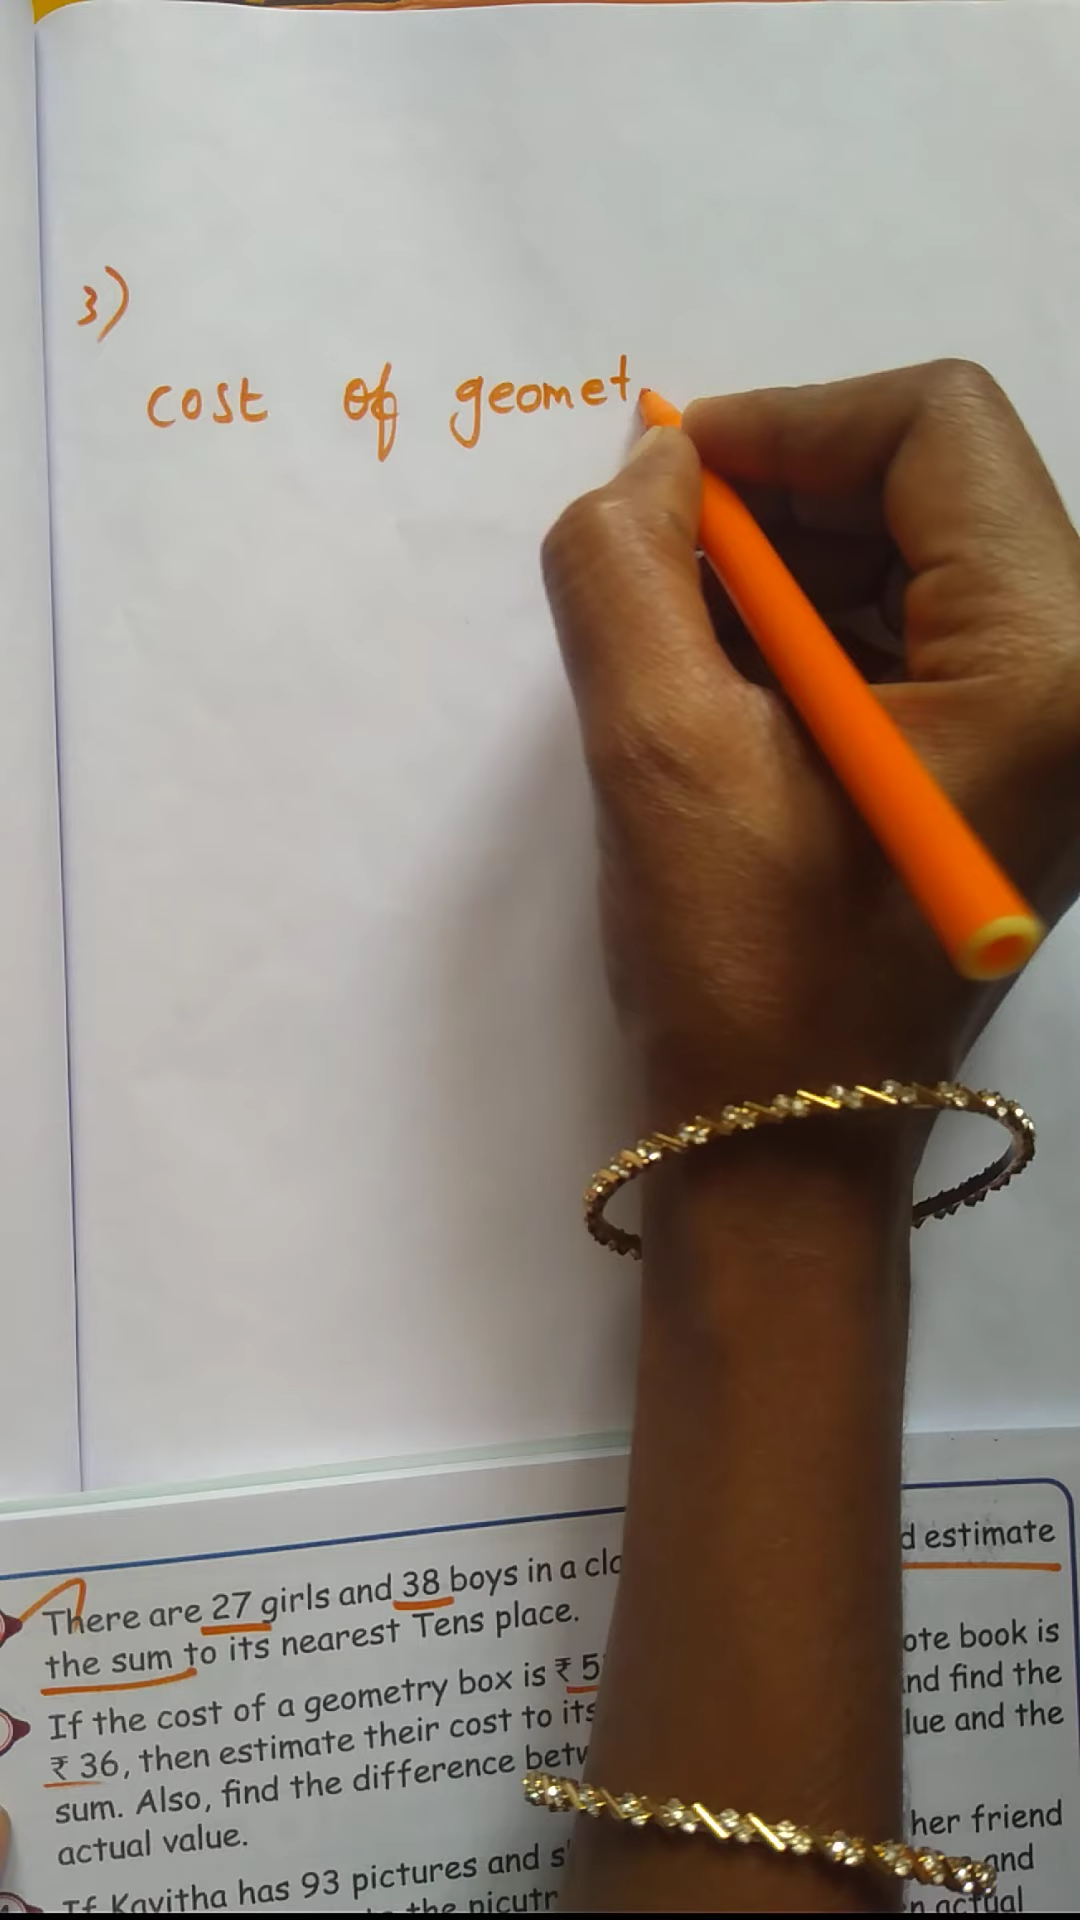 3)
cost of geomet
There are 27 girls and 38 boys in a
d estimate
the sum to its nearest Tens place.
If the cost of a geometry box is ₹ 5
ote book is
₹ 36, then estimate their cost to its
nd find the
sum. Also, find the difference
lue and the
actual value.
her friend
If Kavitha has 93 pictures and
and
the picutr
n actual